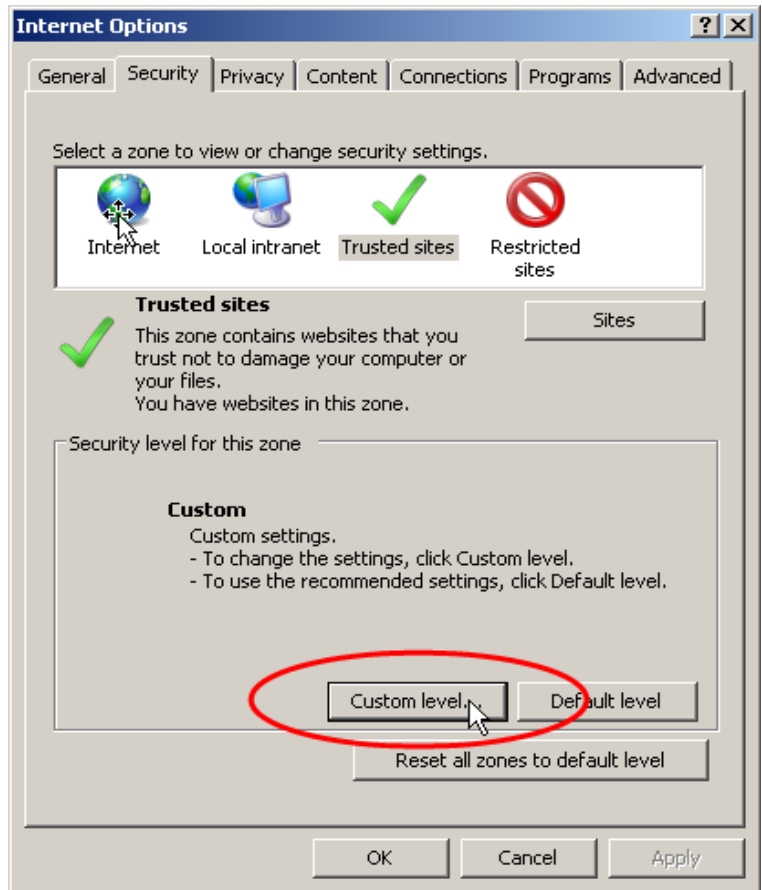 Internet Options
General Security Privacy Content Connections Programs Advanced
Select a zone to view or change security settings.
Internet Local intranet Trusted sites Restricted
sites
Trusted sites
Sites
This zone contains websites that you
trust not to damage your computer or
your files.
You have websites in this zone.
Security level for this zone
Custom
Custom settings.
- To change the settings, click Custom level.
- To use the recommended settings, click Default level.
Custom level... Default level
Reset all zones to default level
OK Cancel Apply